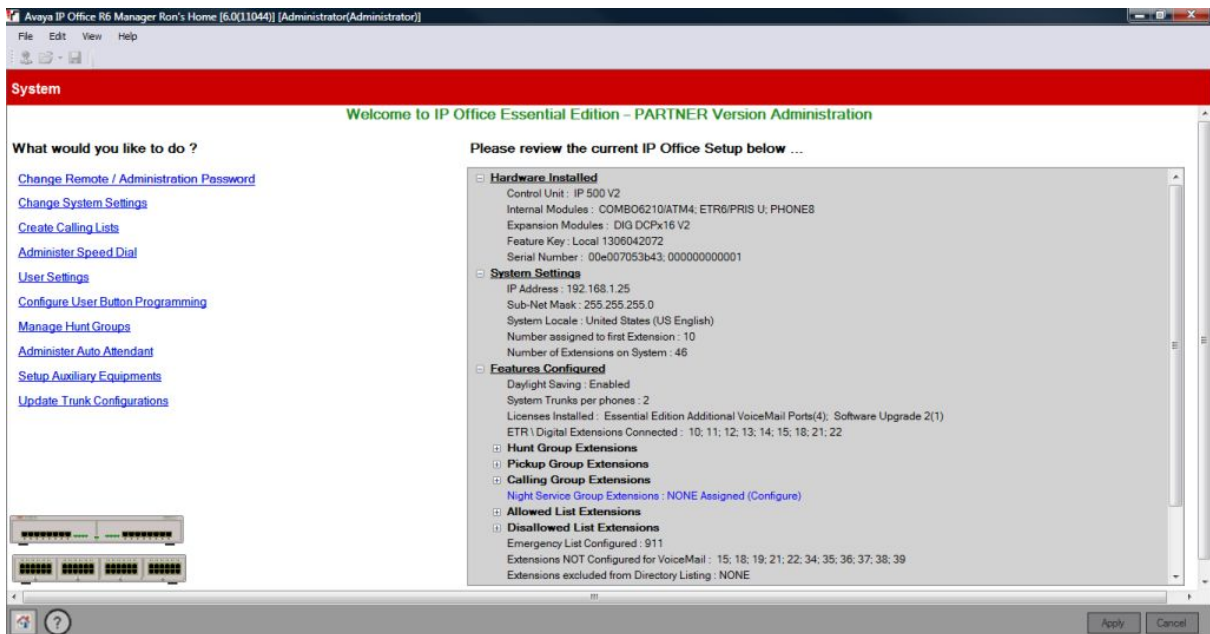 Avaya IP Office R6 Manager Ron's Home [6.0(11044)] [Administrator(Administrator)]
File Edit View Help
System
Welcome to IP Office Essential Edition - PARTNER Version Administration
What would you like to do ?
Change Remote / Administration Password
Change System Settings
Create Calling Lists
Administer Speed Dial
User Settings
Configure User Button Programming
Manage Hunt Groups
Administer Auto Attendant
Setup Auxiliary Equipments
Update Trunk Configurations
Please review the current IP Office Setup below ...
Hardware Installed
Control Unit : IP 500 V2
Internal Modules : COMBO6210/ATM4; ETR6/PRIS U; PHONE8
Expansion Modules : DIG DCPx16 V2
Feature Key : Local 1306042072
Serial Number : 00e007053b43; 000000000001
System Settings
IP Address : 192.168.1.25
Sub-Net Mask : 255.255.255.0
System Locale : United States (US English)
Number assigned to first Extension : 10
Number of Extensions on System : 46
Features Configured
Daylight Saving : Enabled
System Trunks per phones : 2
Licenses Installed : Essential Edition Additional VoiceMail Ports(4); Software Upgrade 2(1)
ETR \ Digital Extensions Connected : 10; 11; 12; 13; 14; 15; 18; 21; 22
Hunt Group Extensions
Pickup Group Extensions
Calling Group Extensions
Night Service Group Extensions : NONE Assigned (Configure)
Allowed List Extensions
Disallowed List Extensions
Emergency List Configured : 911
Extensions NOT Configured for VoiceMail : 15; 18; 19; 21; 22; 34; 35; 36; 37; 38; 39
Extensions excluded from Directory Listing : NONE
Apply Cancel